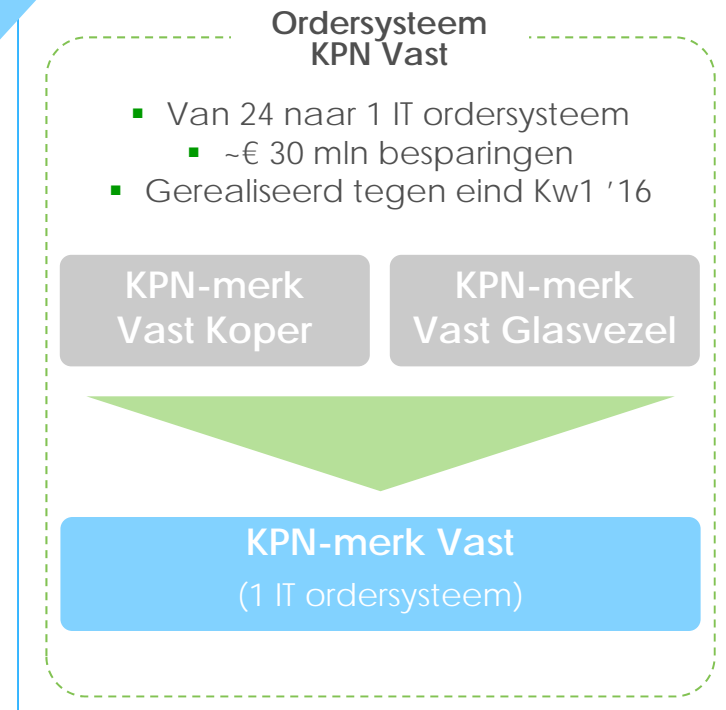 Ordersysteem
KPN Vast
▪ Van 24 naar 1 IT ordersysteem
▪ ~€ 30 mln besparingen
▪ Gerealiseerd tegen eind Kw1 ’16
KPN-merk
Vast Koper
KPN-merk
Vast Glasvezel
KPN-merk Vast
(1 IT ordersysteem)